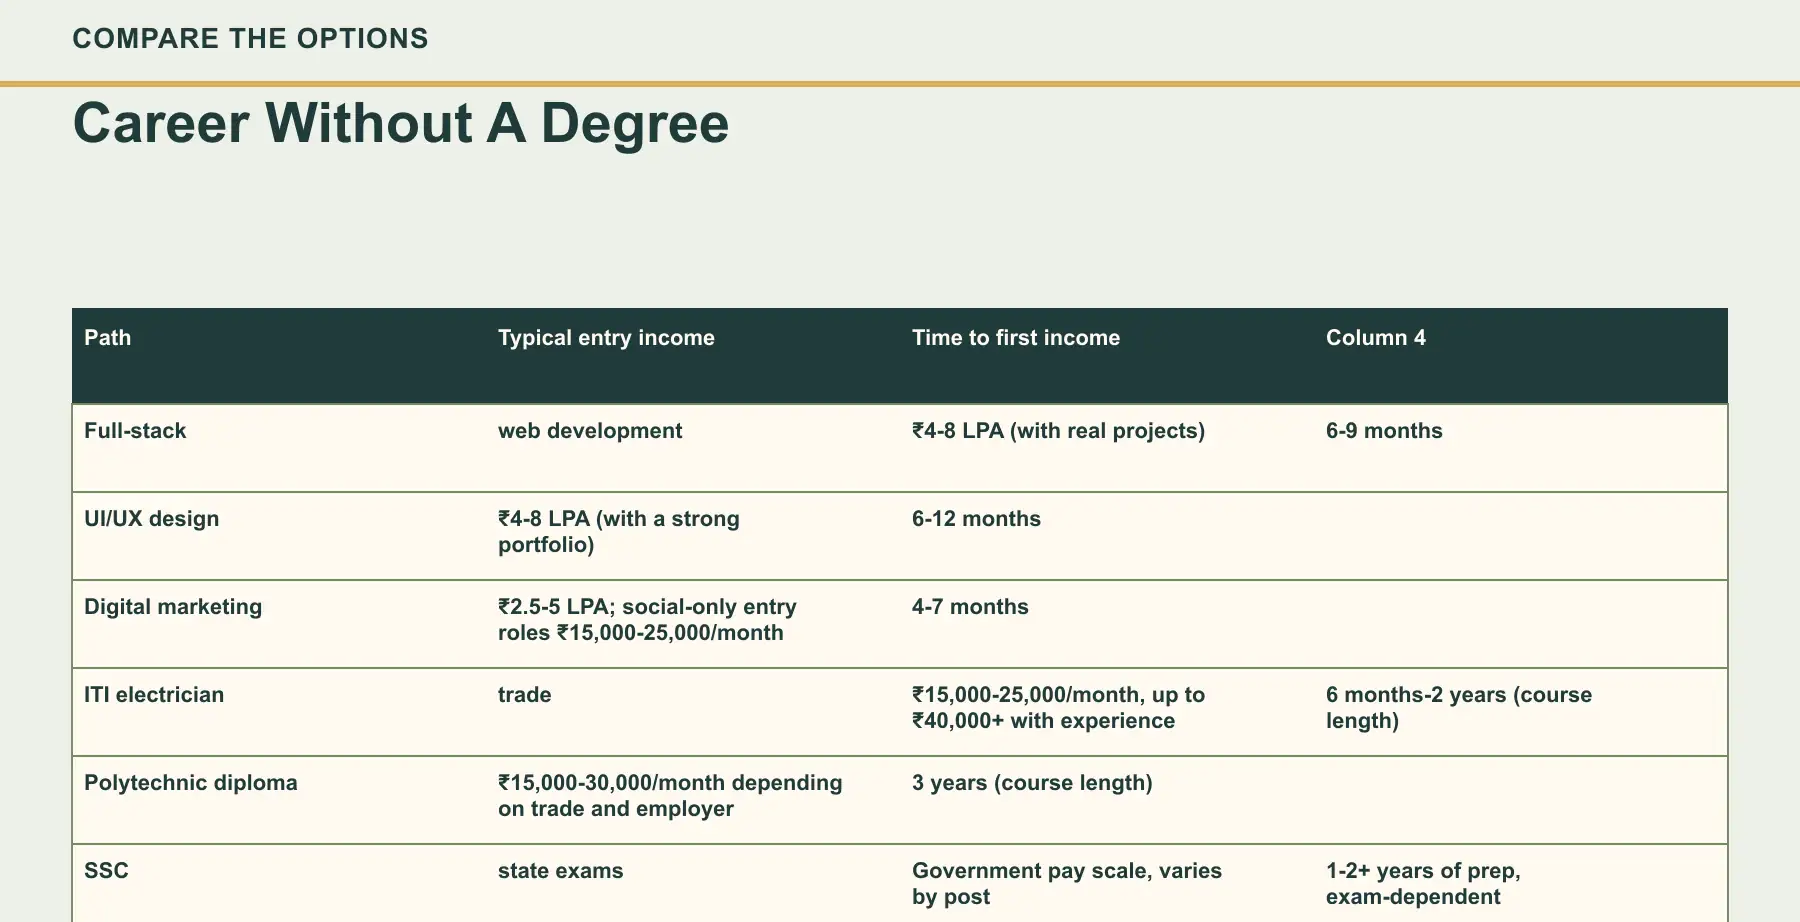 COMPARE THE OPTIONS
Career Without A Degree
Path
Typical entry income
Time to first income
Column 4
Full-stack
web development
₹4-8 LPA (with real projects)
6-9 months
UI/UX design
₹4-8 LPA (with a strong
portfolio)
6-12 months
Digital marketing
₹2.5-5 LPA; social-only entry
roles ₹15,000-25,000/month
4-7 months
ITI electrician
trade
₹15,000-25,000/month, up to
₹40,000+ with experience
6 months-2 years (course
length)
Polytechnic diploma
₹15,000-30,000/month depending
on trade and employer
3 years (course length)
SSC
state exams
Government pay scale, varies
by post
1-2+ years of prep,
exam-dependent